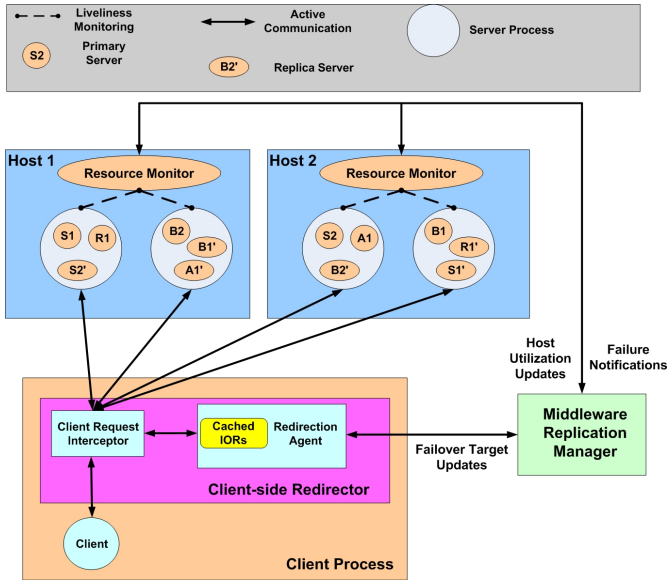 Liveliness
Monitoring
Active
Communication
Server Process
S2
Primary
Server
B2'
Replica Server
Host 1
Resource Monitor
S1
R1
S2'
B2
B1'
A1'
Host 2
Resource Monitor
S2
A1
B2'
B1
R1'
S1'
Host
Utilization
Updates
Failure
Notifications
Client Request
Interceptor
Cached
IORs
Redirection
Agent
Failover Target
Updates
Middleware
Replication
Manager
Client-side Redirector
Client
Client Process